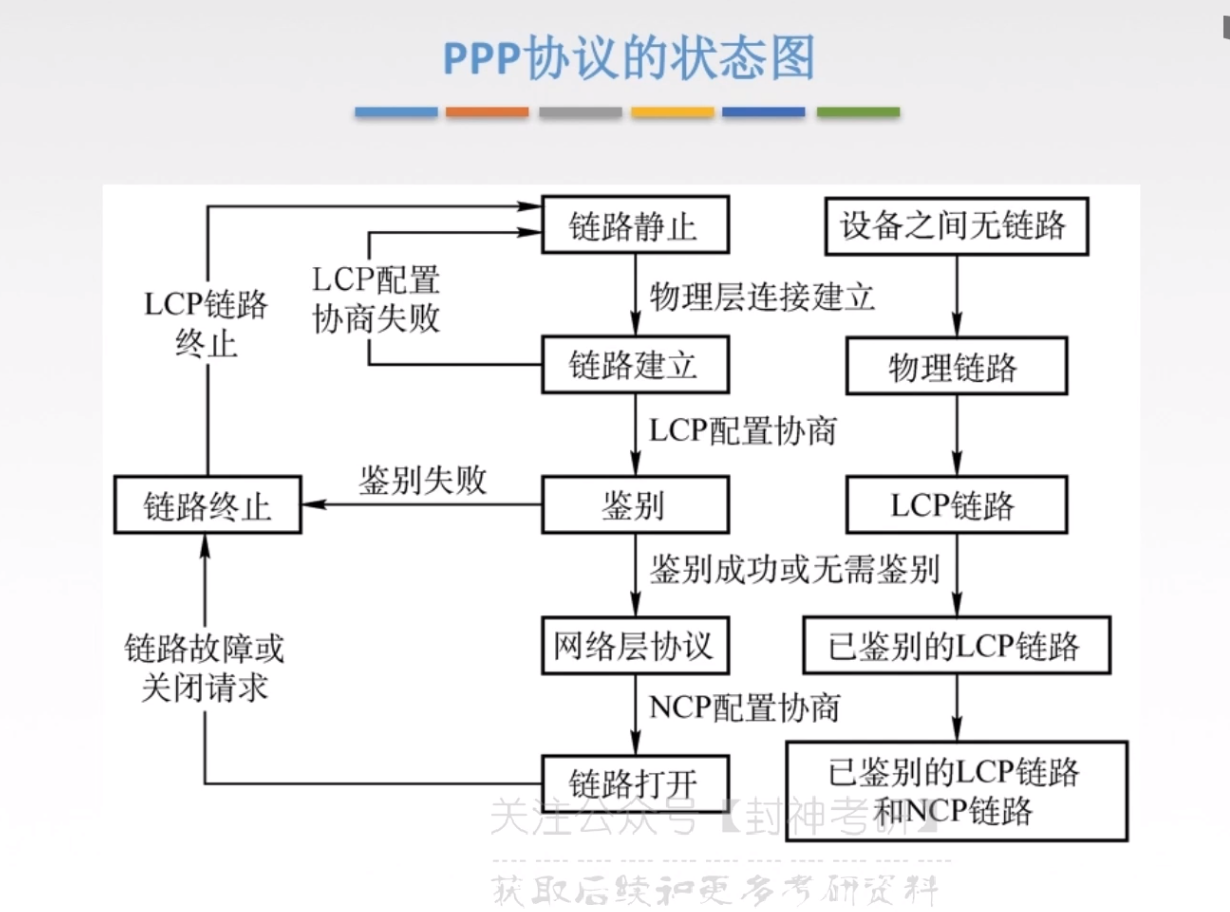 PPP协议的状态图
链路静止
设备之间无链路
LCP配置
协商失败
物理层连接建立
LCP链路
终止
链路建立
物理链路
LCP配置协商
鉴别失败
链路终止
鉴别
LCP链路
鉴别成功或无需鉴别
链路故障或
关闭请求
网络层协议
已鉴别的LCP链路
NCP配置协商
链路打开
已鉴别的LCP链路
和NCP链路
关注公众号【封神考研】
获取后续和更多考研资料